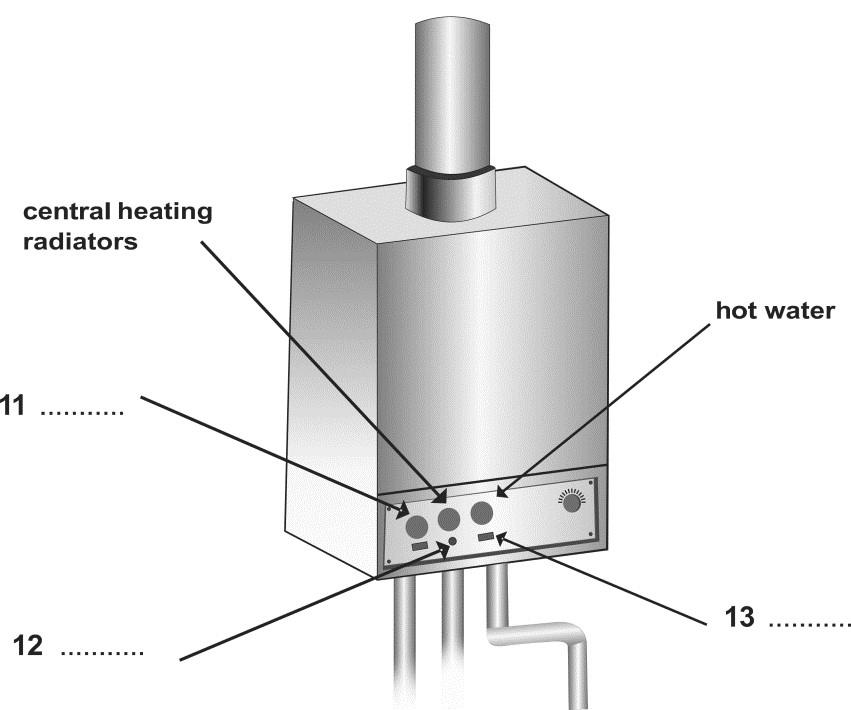 central heating
radiators
hot water
11 ...........
12 ...........
13 ...........